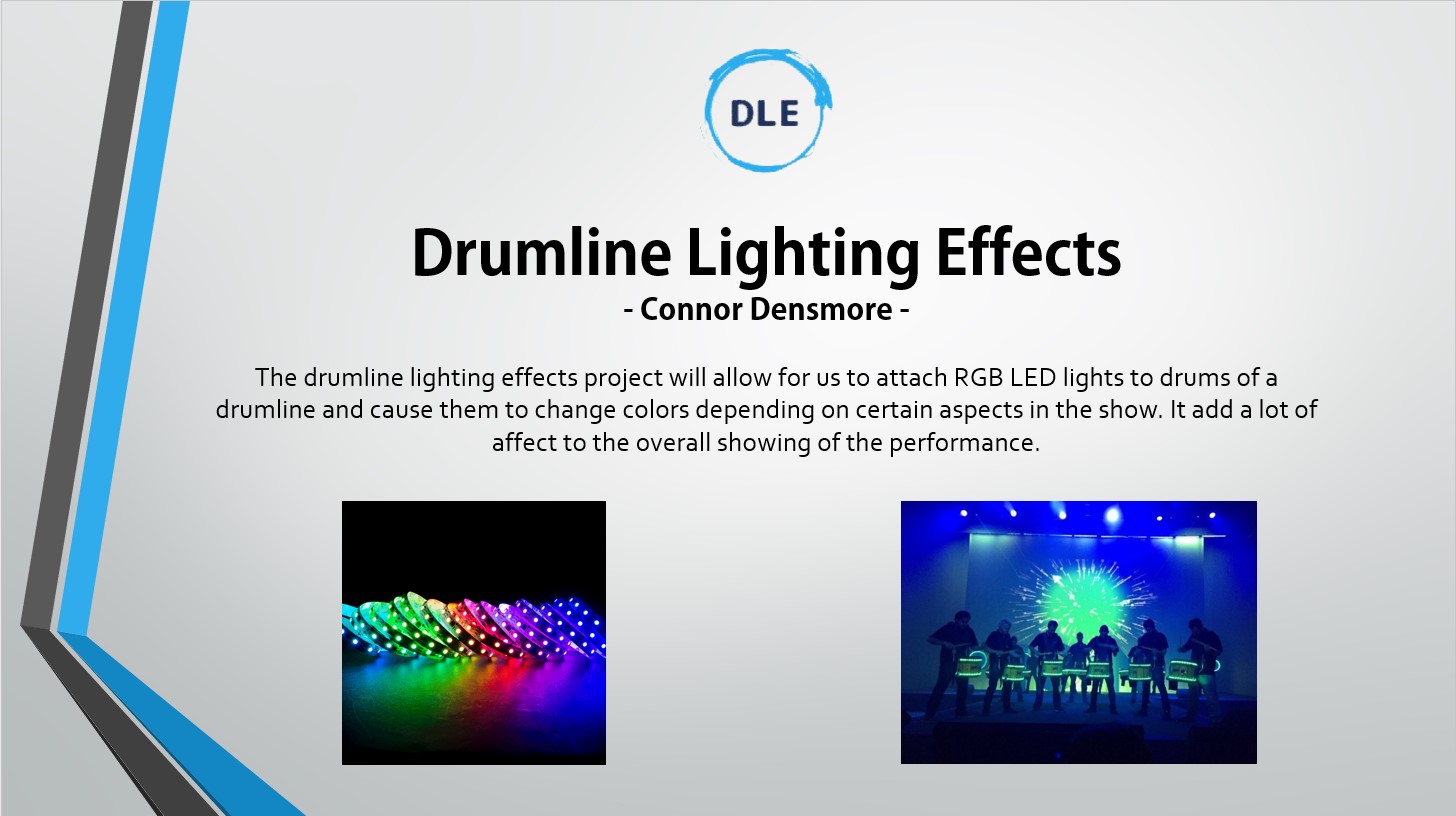 DLE
Drumline Lighting Effects
- Connor Densmore -
The drumline lighting effects project will allow for us to attach RGB LED lights to drums of a
drumline and cause them to change colors depending on certain aspects in the show. It add a lot of
affect to the overall showing of the performance.